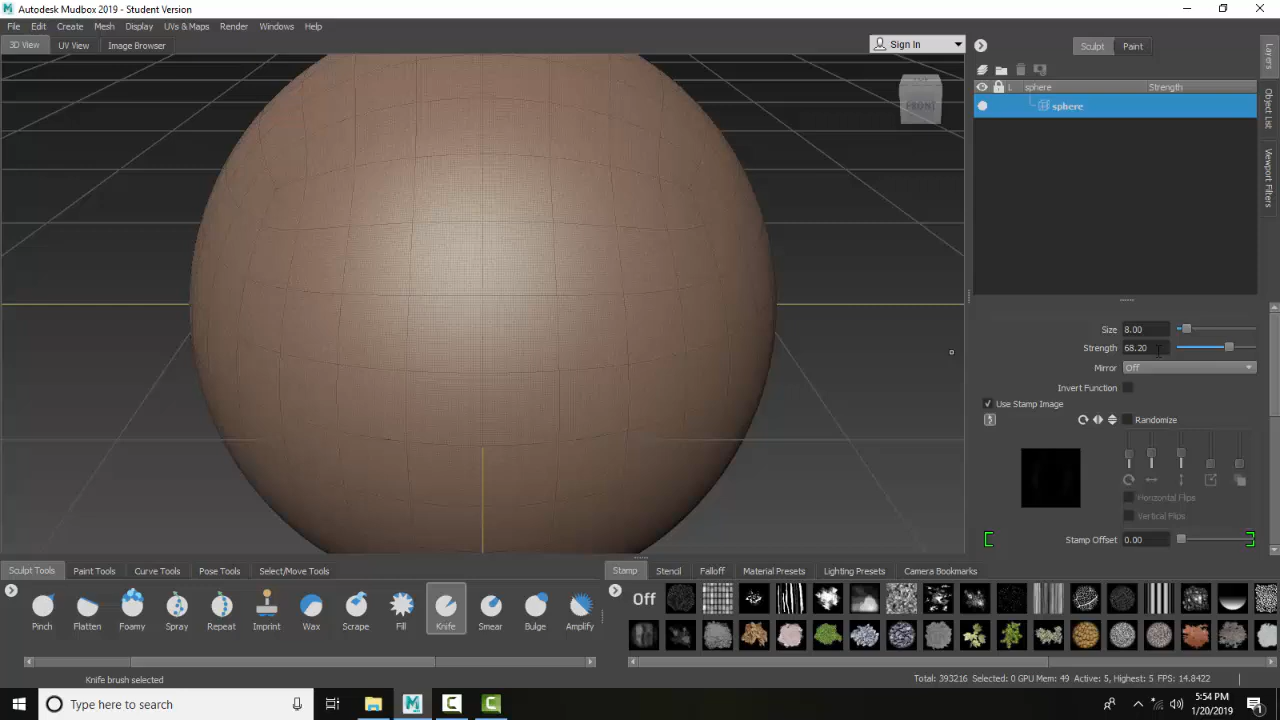 Autodesk Mudbox 2019 - Student Version
File Edit Create Mesh Display UVs & Maps Render Windows Help
3D View UV View Image Browser Sign In Sculpt Paint
L sphere Strength
sphere
FRONT
Layers
Object List
Viewport Filters
Size 8.00
Strength 68.20
Mirror Off
Invert Function
Use Stamp Image
Randomize
Horizontal Flips
Vertical Flips
Stamp Offset 0.00
Sculpt Tools Paint Tools Curve Tools Pose Tools Select/Move Tools Stamp Stencil Falloff Material Presets Lighting Presets Camera Bookmarks
Off
Pinch Flatten Foamy Spray Repeat Imprint Wax Scrape Fill Knife Smear Bulge Amplify
Knife brush selected Total: 393216 Selected: 0 GPU Mem: 49 Active: 5, Highest: 5 FPS: 14.8422
Type here to search
5:54 PM
1/20/2019